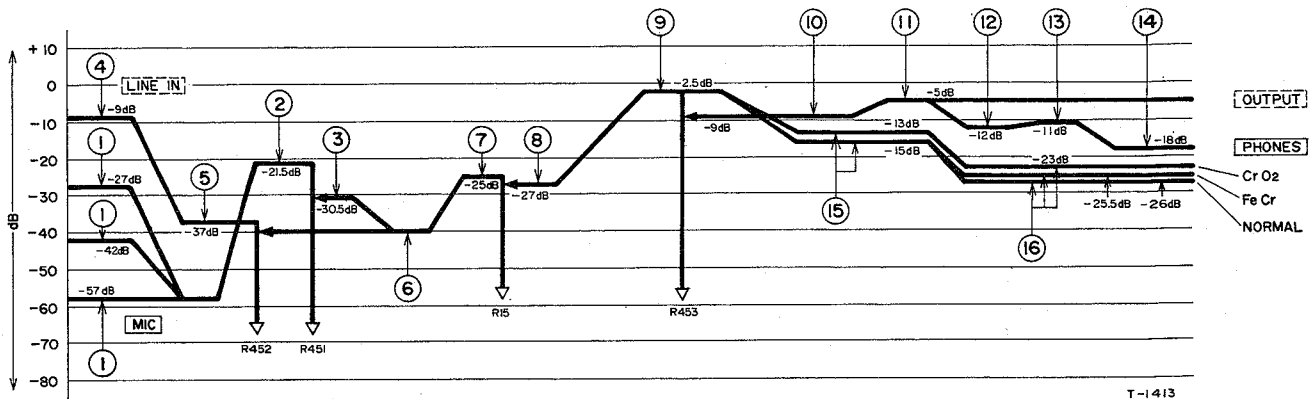 +10
0
-10
-20
-30
-40
-50
-60
-70
-80
dB
4
LINE IN
-9dB
1
-27dB
5
-37dB
1
-42dB
-57dB
MIC
1
2
-21.5dB
3
-30.5dB
R452
R451
6
7
-25dB
8
-27dB
R15
9
-2.5dB
-9dB
R453
10
11
-5dB
-13dB
-15dB
15
12
-12dB
13
-11dB
14
-18dB
-23dB
16
-25.5dB
-26dB
OUTPUT
PHONES
Cr O2
Fe Cr
NORMAL
T-1413